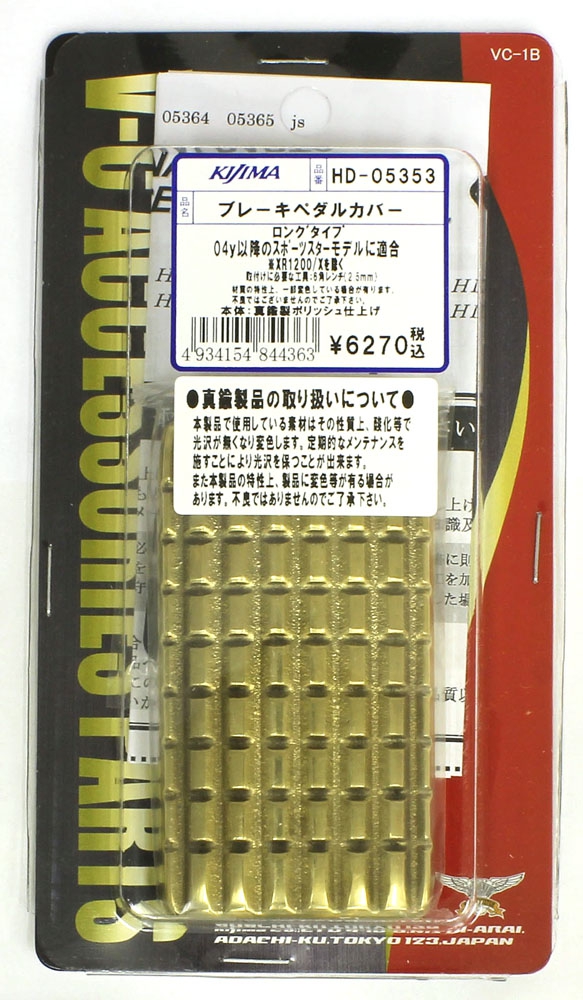 VC-1B
05364 05365 js
KIJIMA
品番
HD-05353
品名
ブレーキペダルカバー
ロングタイプ
04y以降のスポーツスターモデルに適合
※XR1200/Xを除く
取付けに必要な工具:6角レンチ(2.5mm)
材質の特性上、一部変色している場合が有ります。
不良ではございませんのでご了承下さい。
本体:真鍮製ポリッシュ仕上げ
4 934154 844363
¥6270税込
●真鍮製品の取り扱いについて●
本製品で使用している素材はその性質上、酸化等で
光沢が無くなり変色します。定期的なメンテナンスを
施すことにより光沢を保つことが出来ます。
また本製品の特性上、製品に変色等が有る場合が
あります。不良ではありませんのでご了承下さい。
ADACHI-KU,TOKYO 123,JAPAN